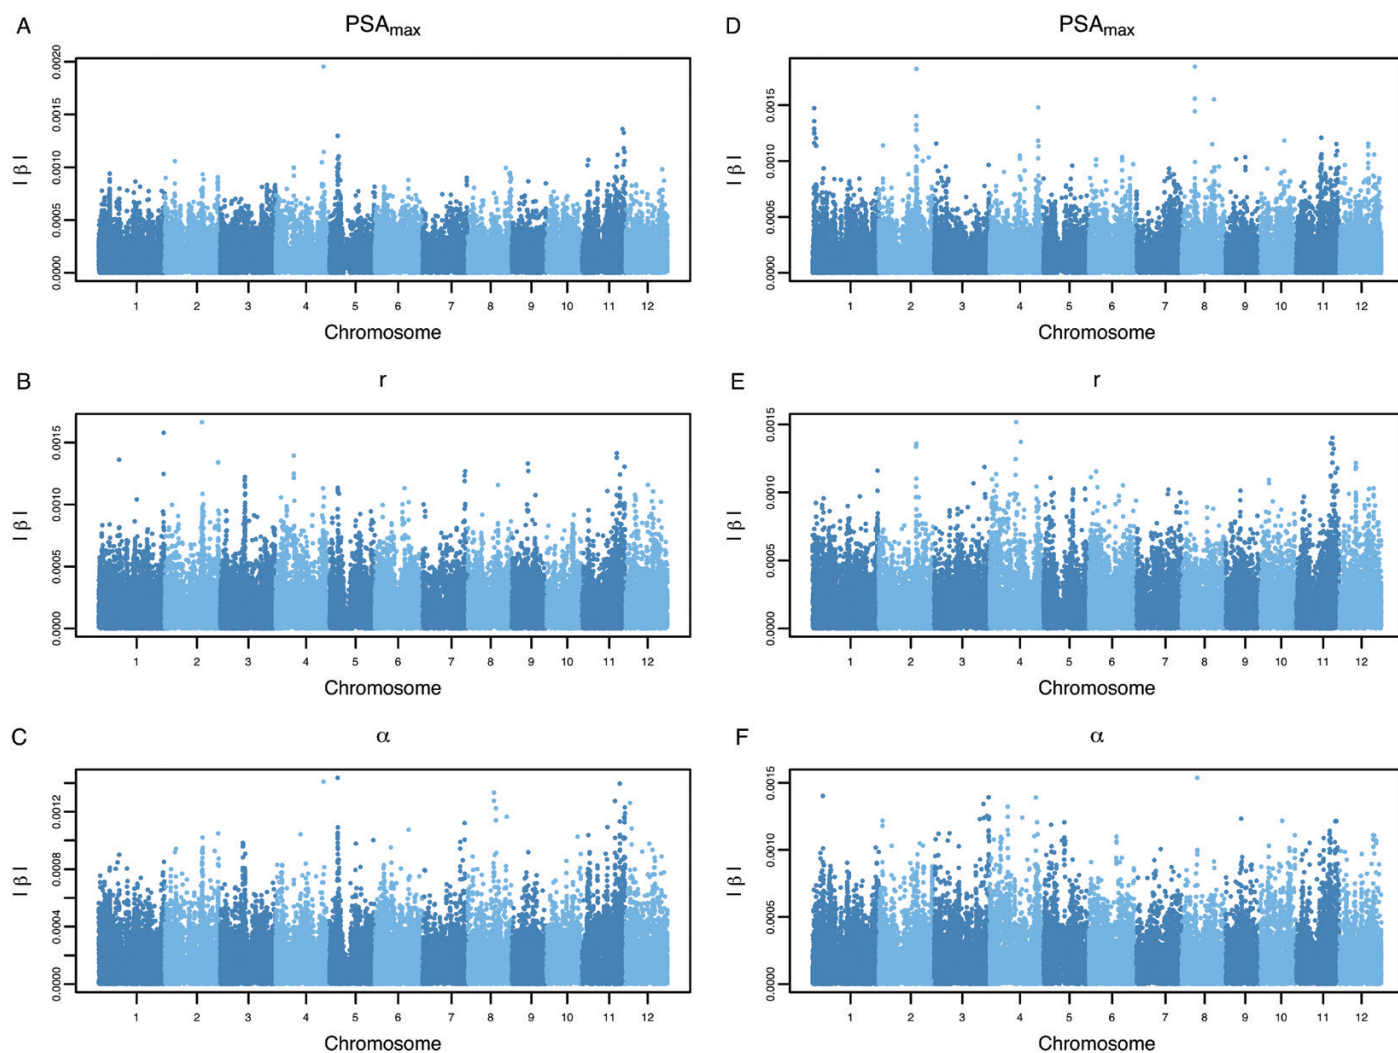 A
PSAmax
| β |
0.0020
0.0015
0.0010
0.0005
0.0000
1 2 3 4 5 6 7 8 9 10 11 12
Chromosome
D
PSAmax
| β |
0.0015
0.0010
0.0005
0.0000
1 2 3 4 5 6 7 8 9 10 11 12
Chromosome
B
r
| β |
0.0015
0.0010
0.0005
0.0000
1 2 3 4 5 6 7 8 9 10 11 12
Chromosome
E
r
| β |
0.0015
0.0010
0.0005
0.0000
1 2 3 4 5 6 7 8 9 10 11 12
Chromosome
C
α
| β |
0.0012
0.0008
0.0004
0.0000
1 2 3 4 5 6 7 8 9 10 11 12
Chromosome
F
α
| β |
0.0015
0.0010
0.0005
0.0000
1 2 3 4 5 6 7 8 9 10 11 12
Chromosome